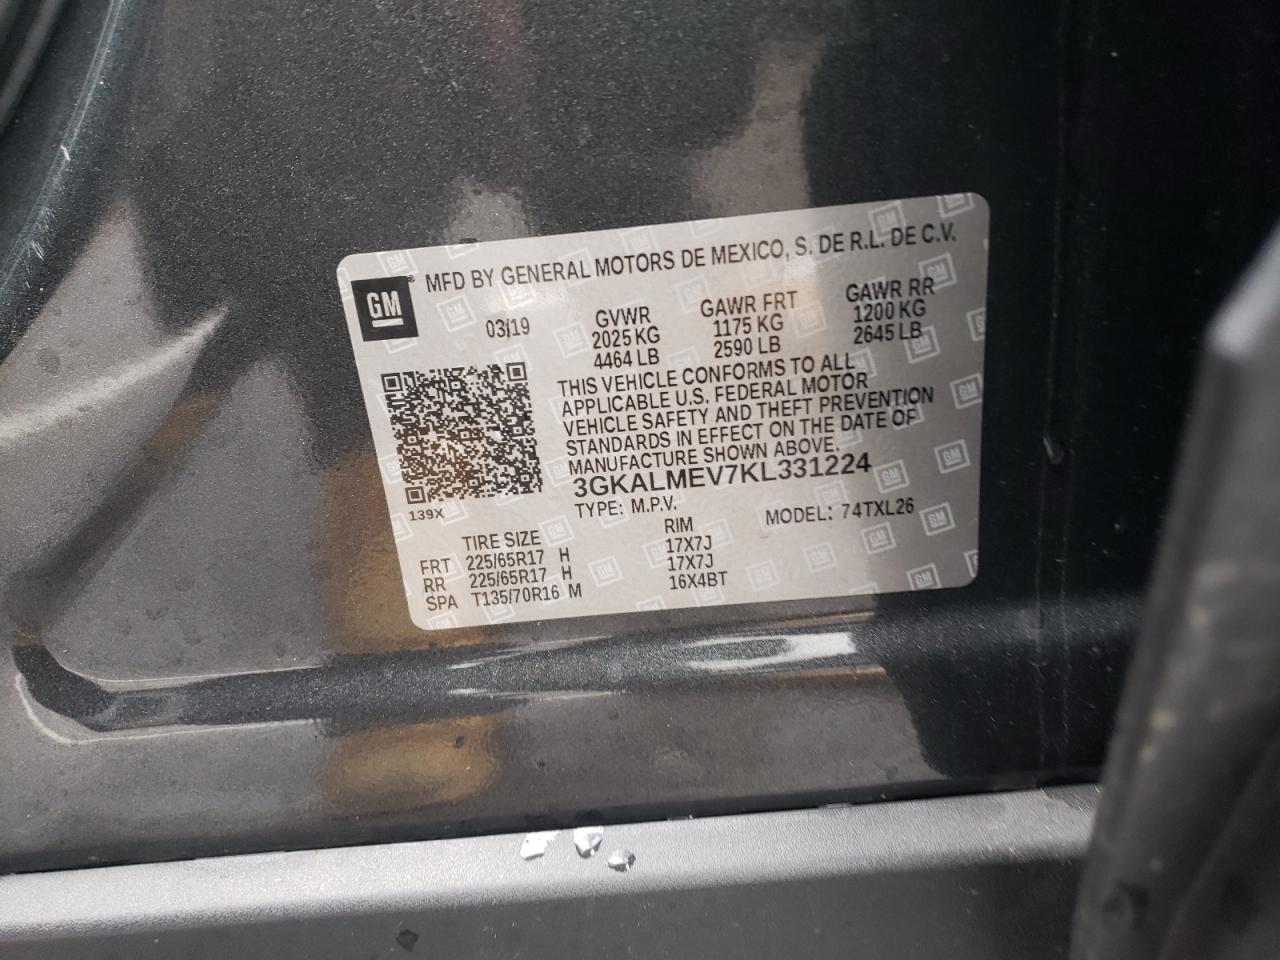 GM
MFD BY GENERAL MOTORS DE MEXICO, S. DE R.L. DE C.V.
03/19 GVWR GAWR FRT GAWR RR
2025 KG 1175 KG 1200 KG
4464 LB 2590 LB 2645 LB
THIS VEHICLE CONFORMS TO ALL
APPLICABLE U.S. FEDERAL MOTOR
VEHICLE SAFETY AND THEFT PREVENTION
STANDARDS IN EFFECT ON THE DATE OF
MANUFACTURE SHOWN ABOVE.
3GKALMEV7KL331224
139X
TYPE: M.P.V. MODEL: 74TXL26
TIRE SIZE RIM
FRT 225/65R17 H 17X7J
RR 225/65R17 H 17X7J
SPA T135/70R16 M 16X4BT